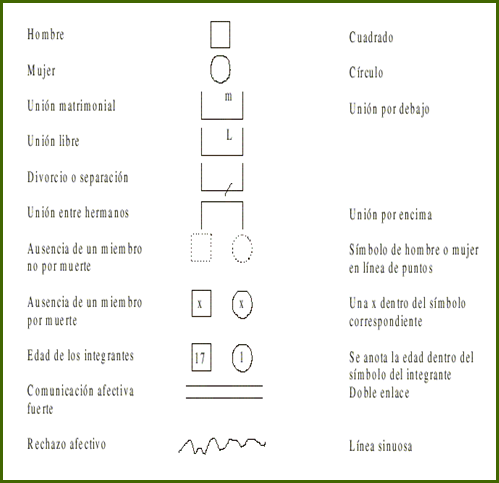 Hombre
Cuadrado
Mujer
Círculo
Unión matrimonial
m
Unión por debajo
Unión libre
L
Divorcio o separación
Unión entre hermanos
Unión por encima
Ausencia de un miembro
no por muerte
Símbolo de hombre o mujer
en línea de puntos
Ausencia de un miembro
por muerte
x x
Una x dentro del símbolo
correspondiente
Edad de los integrantes
17 1
Se anota la edad dentro del
símbolo del integrante
Comunicación afectiva
fuerte
Doble enlace
Rechazo afectivo
Línea sinuosa